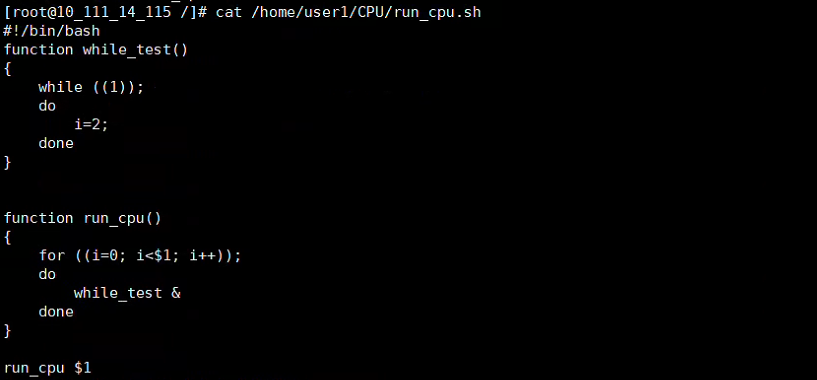 [root@10_111_14_115 /]# cat /home/user1/CPU/run_cpu.sh
#!/bin/bash
function while_test()
{
    while ((1));
    do
        i=2;
    done
}
function run_cpu()
{
    for ((i=0; i<$1; i++));
    do
        while_test &
    done
}
run_cpu $1